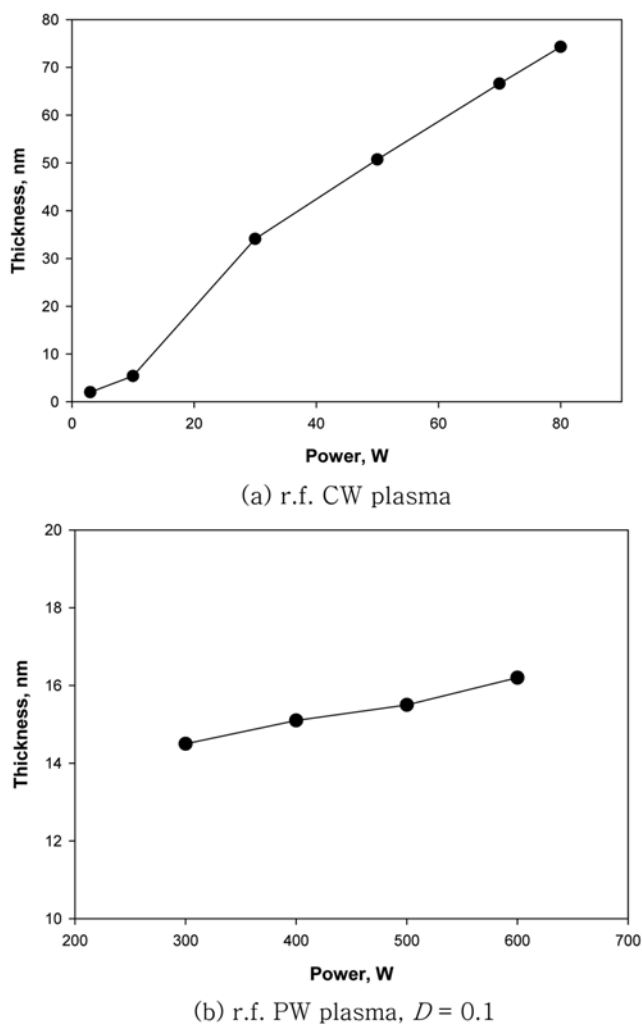 80
70
60
50
40
30
20
10
0
Thickness, nm
0 20 40 60 80
Power, W
(a) r.f. CW plasma
20
18
16
14
12
10
Thickness, nm
200 300 400 500 600 700
Power, W
(b) r.f. PW plasma, D = 0.1